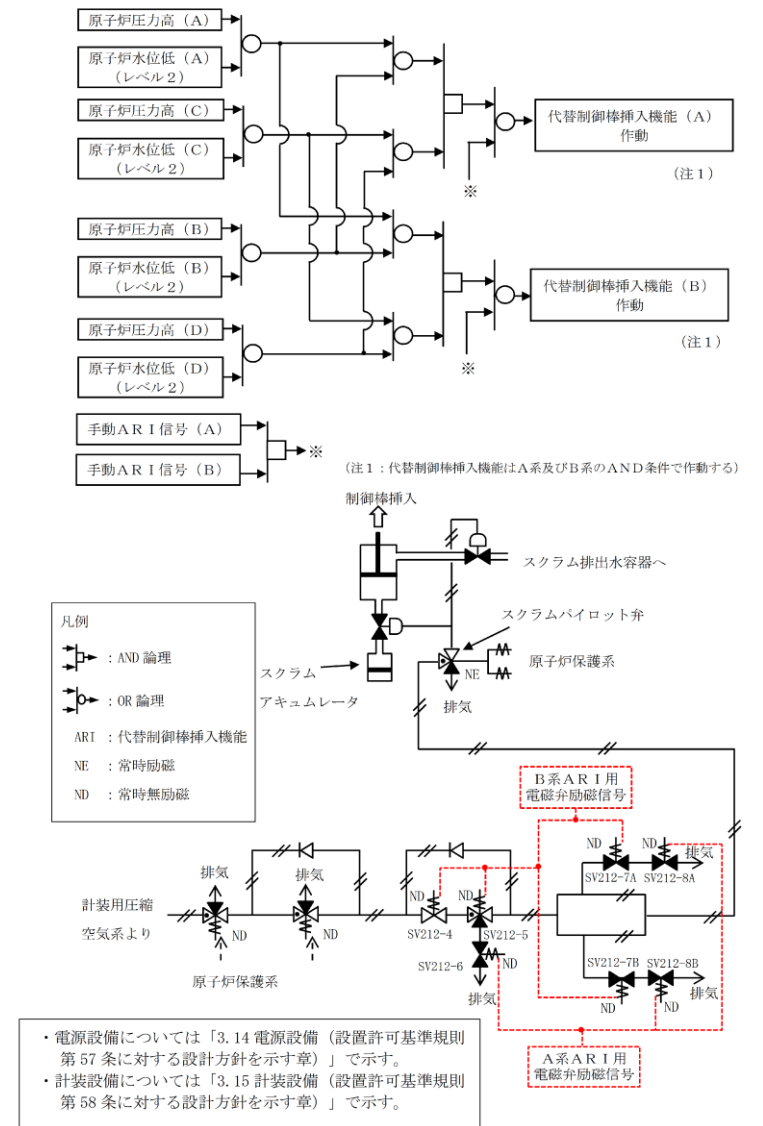 原子炉圧力高（A）
原子炉水位低（A）
（レベル２）
原子炉圧力高（C）
原子炉水位低（C）
（レベル２）
原子炉圧力高（B）
原子炉水位低（B）
（レベル２）
原子炉圧力高（D）
原子炉水位低（D）
（レベル２）
代替制御棒挿入機能（A）
作動
（注１）
※
代替制御棒挿入機能（B）
作動
（注１）
※
手動ＡＲＩ信号（A）
手動ＡＲＩ信号（B）
※
（注１：代替制御棒挿入機能はA系及びB系のAND条件で作動する）
制御棒挿入
スクラム排出水容器へ
スクラムパイロット弁
原子炉保護系
NE
排気
スクラム
アキュムレータ
凡例
：AND 論理
：OR 論理
ARI ：代替制御棒挿入機能
NE ：常時励磁
ND ：常時無励磁
B系ＡＲＩ用
電磁弁励磁信号
ND
ND
排気
SV212-7A
SV212-8A
排気
排気
ND
ND
計装用圧縮
空気系より
ND
ND
SV212-4
SV212-5
SV212-6
ND
SV212-7B
SV212-8B
排気
ND
ND
排気
原子炉保護系
A系ＡＲＩ用
電磁弁励磁信号
・電源設備については「3.14 電源設備（設置許可基準規則
第 57 条に対する設計方針を示す章）」で示す。
・計装設備については「3.15 計装設備（設置許可基準規則
第 58 条に対する設計方針を示す章）」で示す。